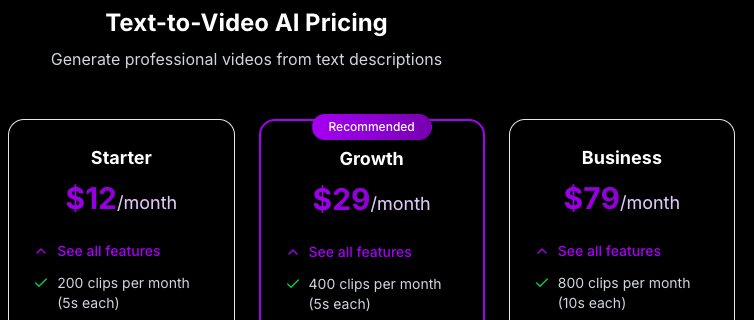 Text-to-Video AI Pricing
Generate professional videos from text descriptions
Starter
$12/month
See all features
200 clips per month
(5s each)
Recommended
Growth
$29/month
See all features
400 clips per month
(5s each)
Business
$79/month
See all features
800 clips per month
(10s each)